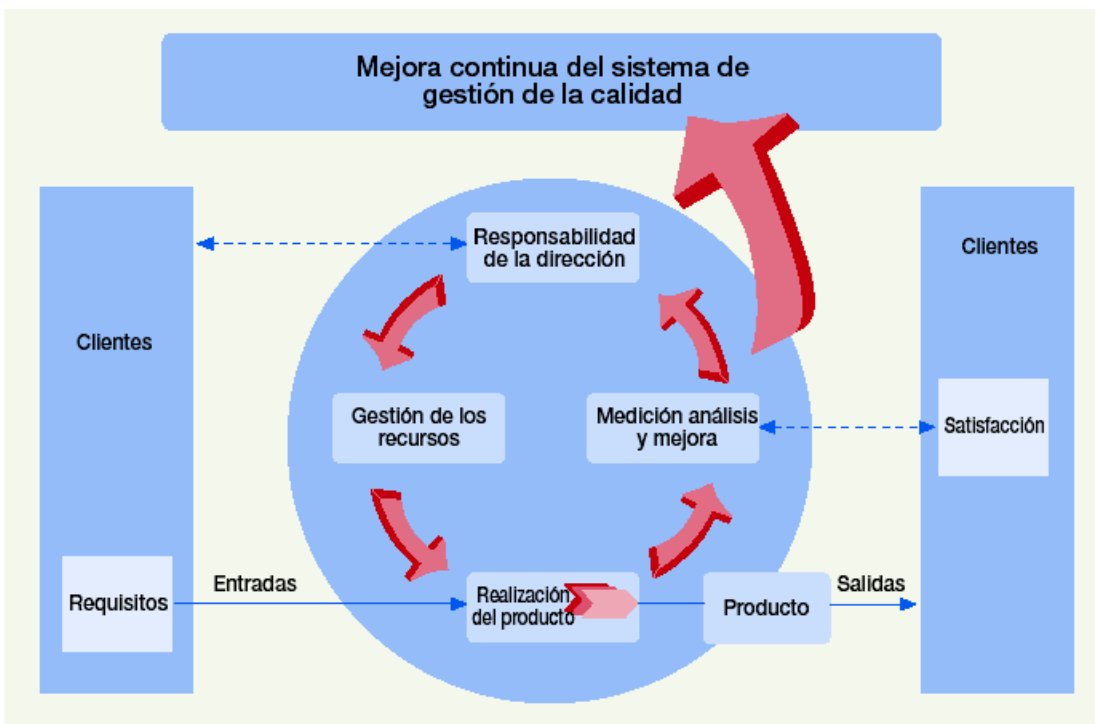 Mejora continua del sistema de
gestión de la calidad
Clientes
Responsabilidad
de la dirección
Clientes
Gestión de los
recursos
Medición análisis
y mejora
Satisfacción
Requisitos
Entradas
Realización
del producto
Producto
Salidas